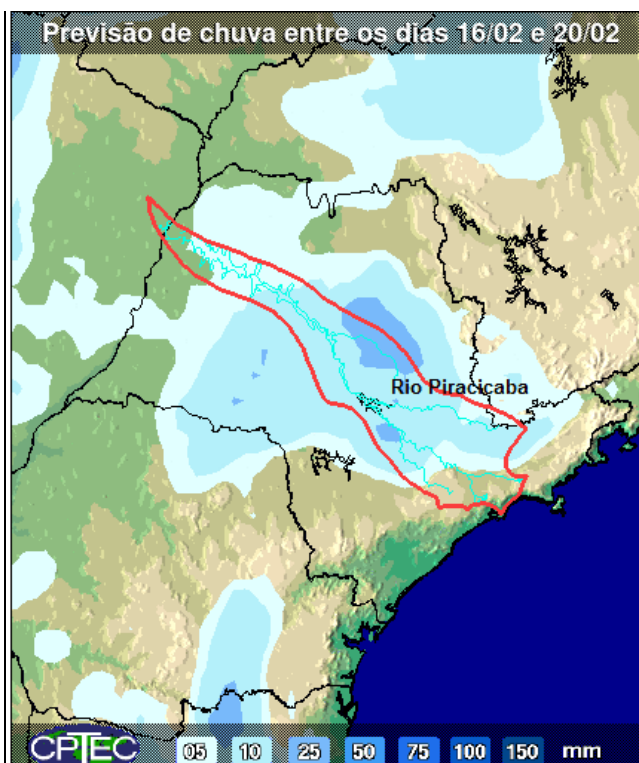 Previsão de chuva entre os dias 16/02 e 20/02
Rio Piracicaba
CPTEC 05 10 25 50 75 100 150 mm